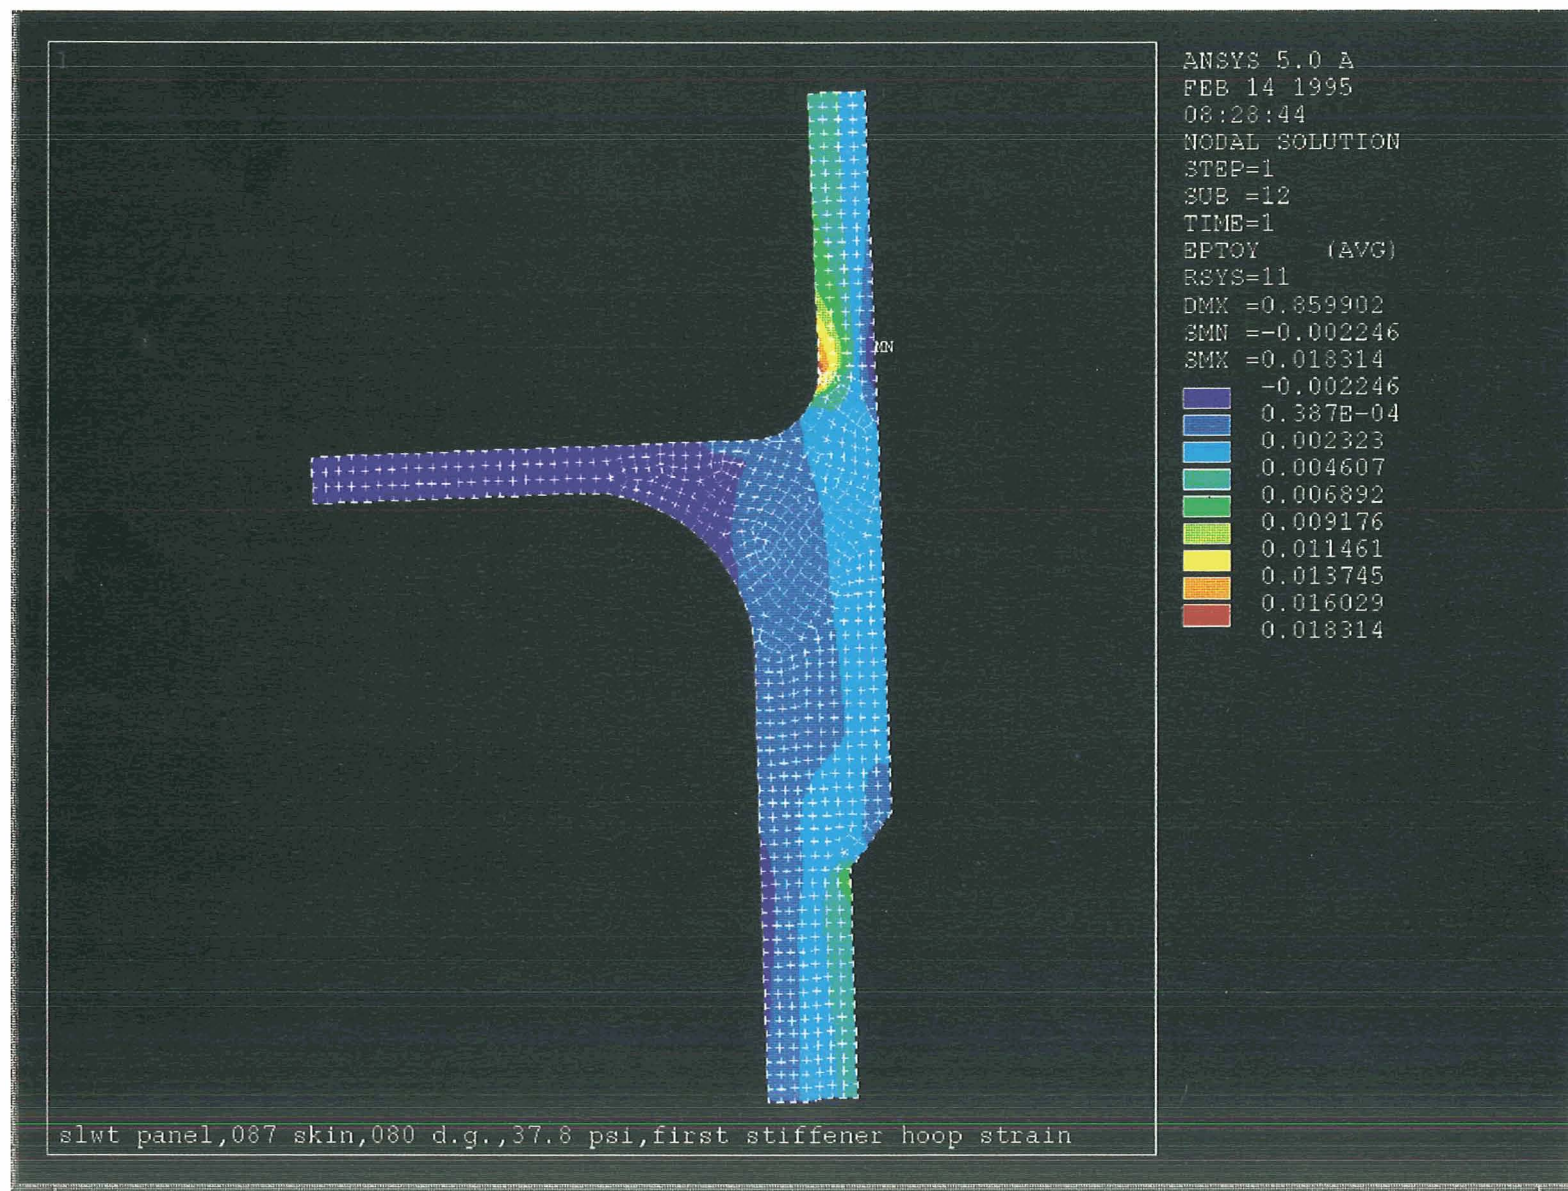 1
ANSYS 5.0 A
FEB 14 1995
08:28:44
NODAL SOLUTION
STEP=1
SUB =12
TIME=1
EPTOY (AVG)
RSYS=11
DMX =0.859902
SMN =-0.002246
SMX =0.018314
-0.002246
0.387E-04
0.002323
0.004607
0.006892
0.009176
0.011461
0.013745
0.016029
0.018314
MN
slwt panel,087 skin,080 d.g.,37.8 psi,first stiffener hoop strain